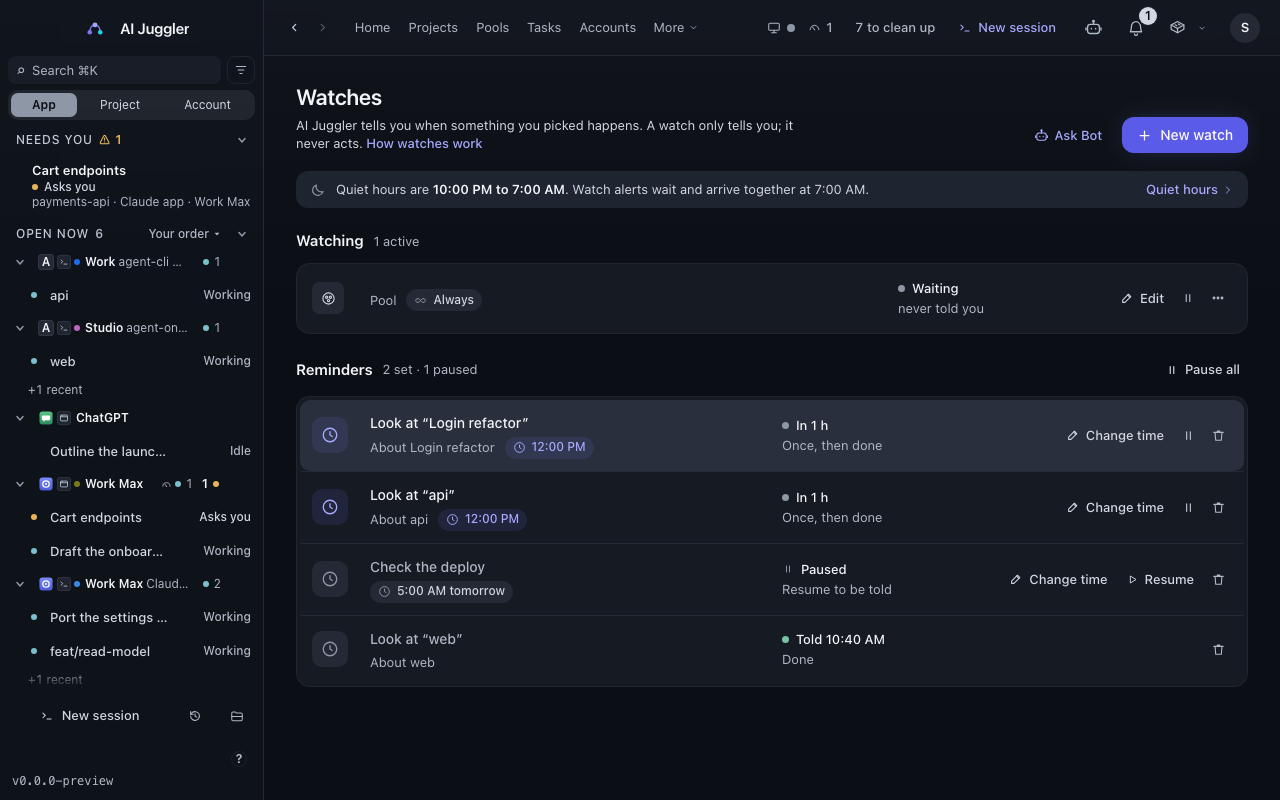 AI Juggler
Search ⌘K
App Project Account
NEEDS YOU 1
Cart endpoints
Asks you
payments-api · Claude app · Work Max
OPEN NOW 6 Your order
A Work agent-cli ... 1
api Working
A Studio agent-on... 1
web Working
+1 recent
ChatGPT
Outline the launc... Idle
Work Max 1 1
Cart endpoints Asks you
Draft the onboar... Working
Work Max Claud... 2
Port the settings ... Working
feat/read-model Working
+1 recent
New session
?
v0.0.0-preview
Home Projects Pools Tasks Accounts More 1 7 to clean up New session 1 S
Watches
AI Juggler tells you when something you picked happens. A watch only tells you; it
never acts. How watches work
Ask Bot
New watch
Quiet hours are 10:00 PM to 7:00 AM. Watch alerts wait and arrive together at 7:00 AM. Quiet hours
Watching 1 active
Pool Always
Waiting
never told you
Edit
Reminders 2 set · 1 paused Pause all
Look at “Login refactor”
About Login refactor 12:00 PM
In 1 h
Once, then done
Change time
Look at “api”
About api 12:00 PM
In 1 h
Once, then done
Change time
Check the deploy
5:00 AM tomorrow
Paused
Resume to be told
Change time Resume
Look at “web”
About web
Told 10:40 AM
Done